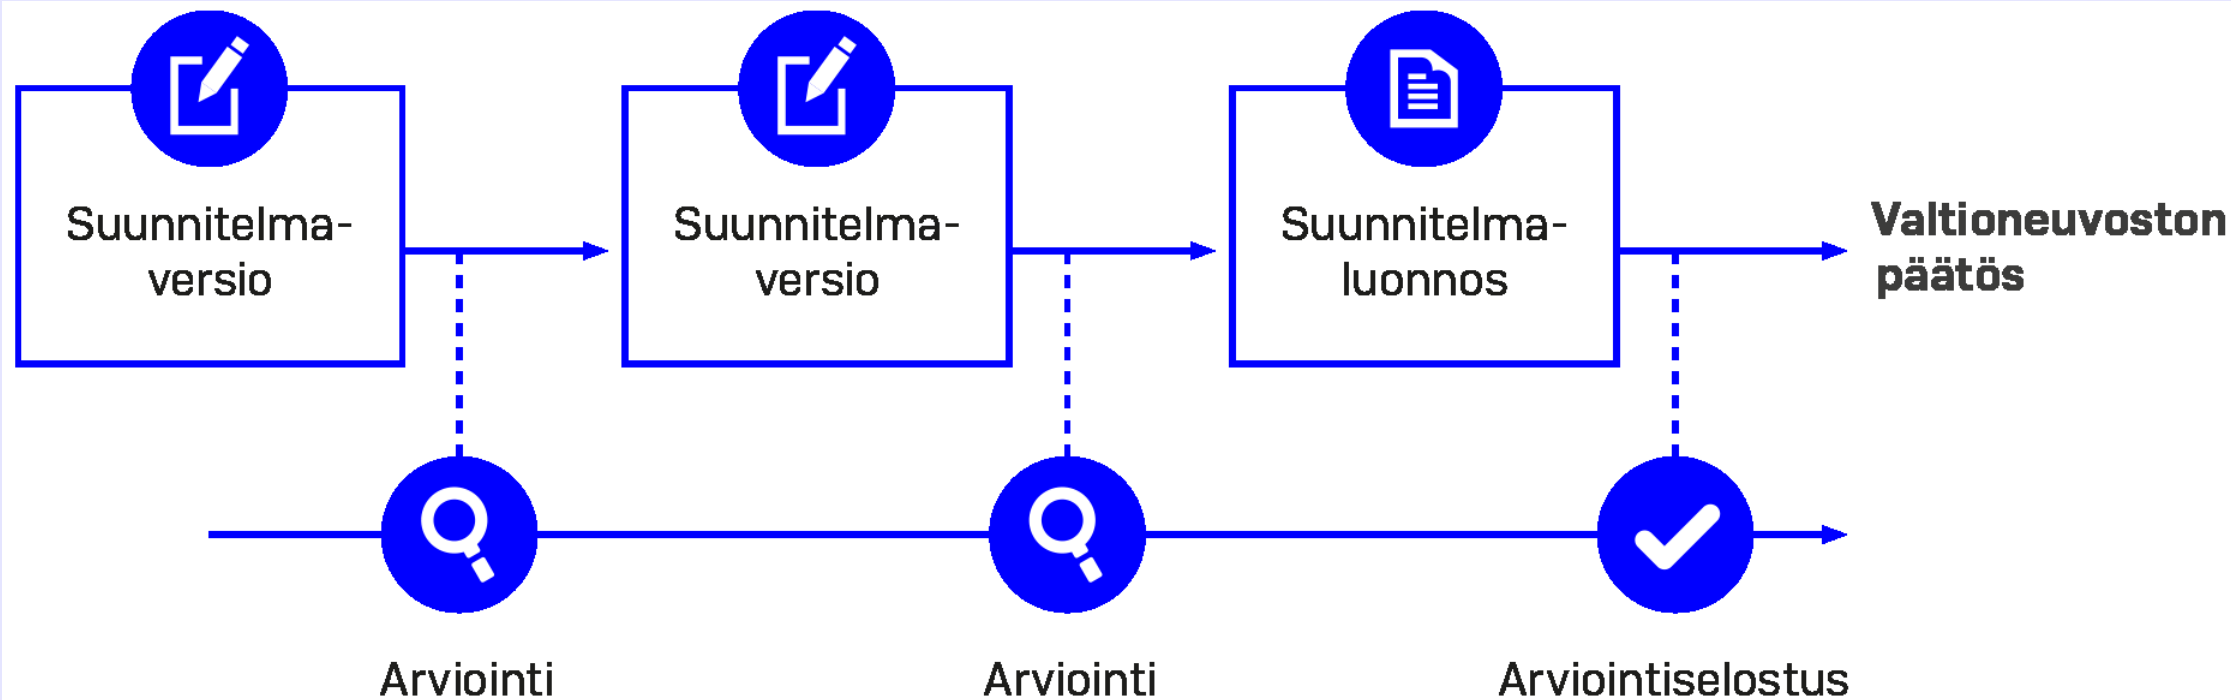 Suunnitelma-
versio
Suunnitelma-
versio
Suunnitelma-
luonnos
Valtioneuvoston
päätös
Arviointi
Arviointi
Arviointiselostus